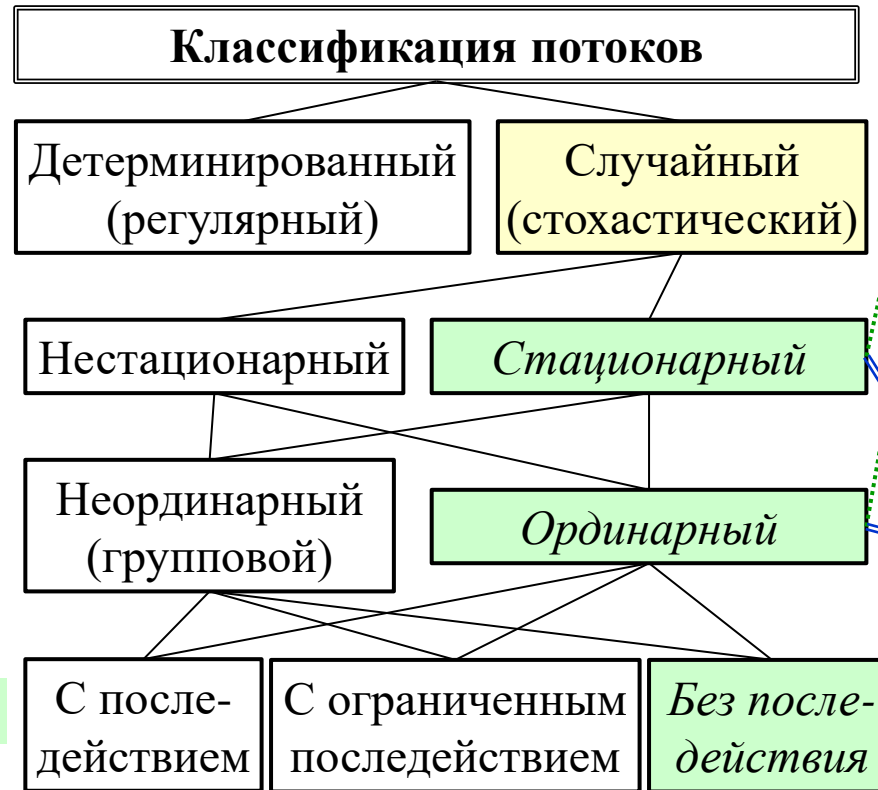 Классификация потоков
Детерминированный
(регулярный)
Случайный
(стохастический)
Нестационарный
Стационарный
Неординарный
(групповой)
Ординарный
С после-
действием
С ограниченным
последействием
Без после-
действия